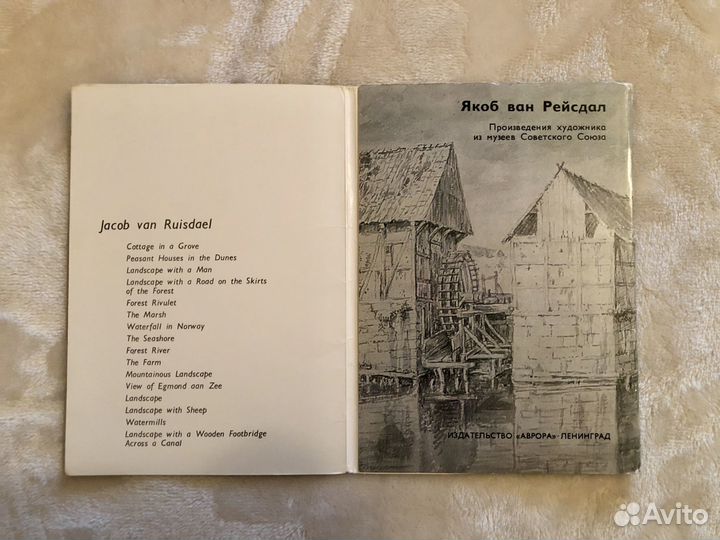 Jacob van Ruisdael
Cottage in a Grove
Peasant Houses in the Dunes
Landscape with a Man
Landscape with a Road on the Skirts
of the Forest
Forest Rivulet
The Marsh
Waterfall in Norway
The Seashore
Forest River
The Farm
Mountainous Landscape
View of Egmond aan Zee
Landscape
Landscape with Sheep
Watermills
Landscape with a Wooden Footbridge
Across a Canal
Якоб ван Рейсдал
Произведения художника
из музеев Советского Союза
ИЗДАТЕЛЬСТВО «АВРОРА» · ЛЕНИНГРАД
Avito